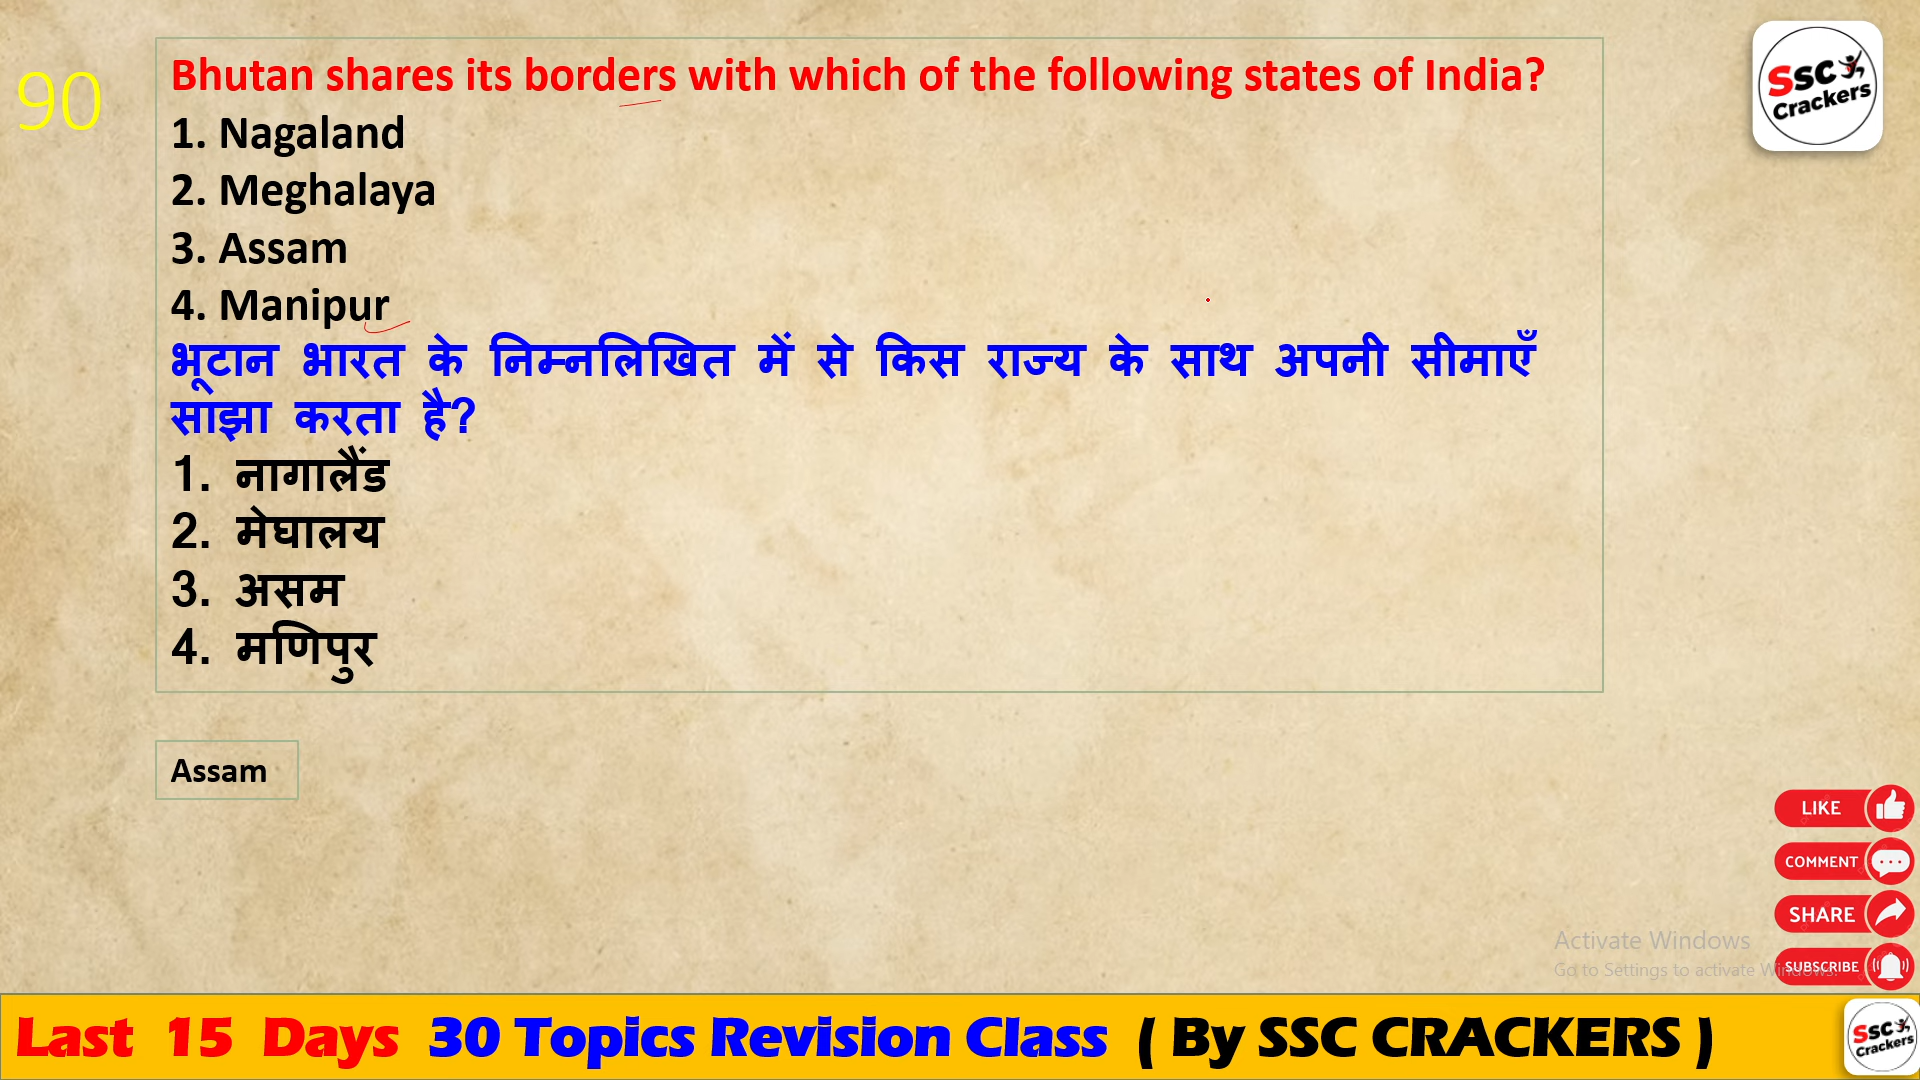 90
Bhutan shares its borders with which of the following states of India?
1. Nagaland
2. Meghalaya
3. Assam
4. Manipur
भूटान भारत के निम्नलिखित में से किस राज्य के साथ अपनी सीमाएँ
साझा करता है?
1. नागालैंड
2. मेघालय
3. असम
4. मणिपुर
Assam
SSC
Crackers
LIKE
COMMENT
SHARE
SUBSCRIBE
Activate Windows
Go to Settings to activate Windows.
Last 15 Days 30 Topics Revision Class ( By SSC CRACKERS )
SSC
Crackers